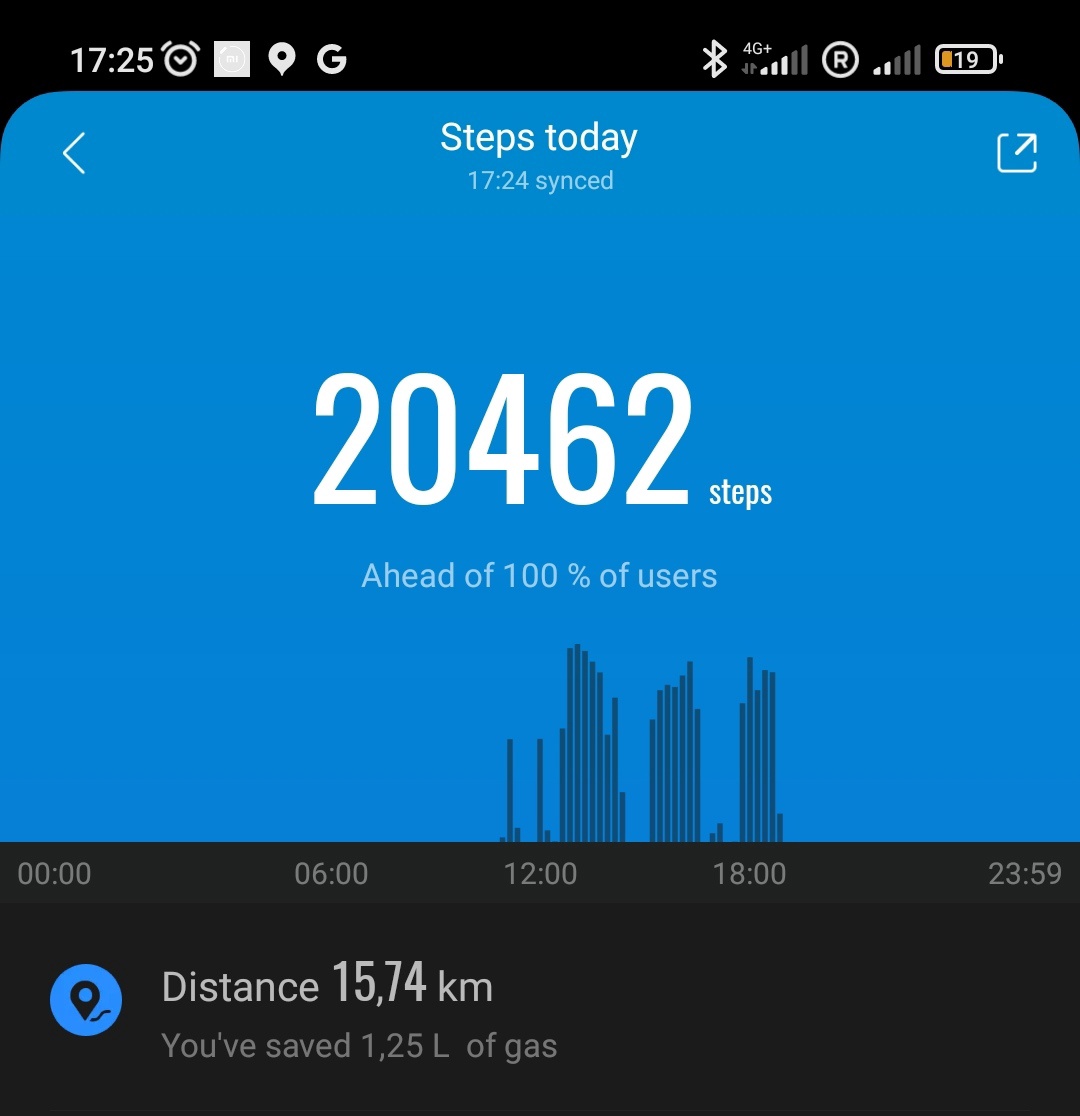 17:25 mi G 4G+ R 19
Steps today
17:24 synced
20462 steps
Ahead of 100 % of users
00:00 06:00 12:00 18:00 23:59
Distance 15,74 km
You've saved 1,25 L  of gas